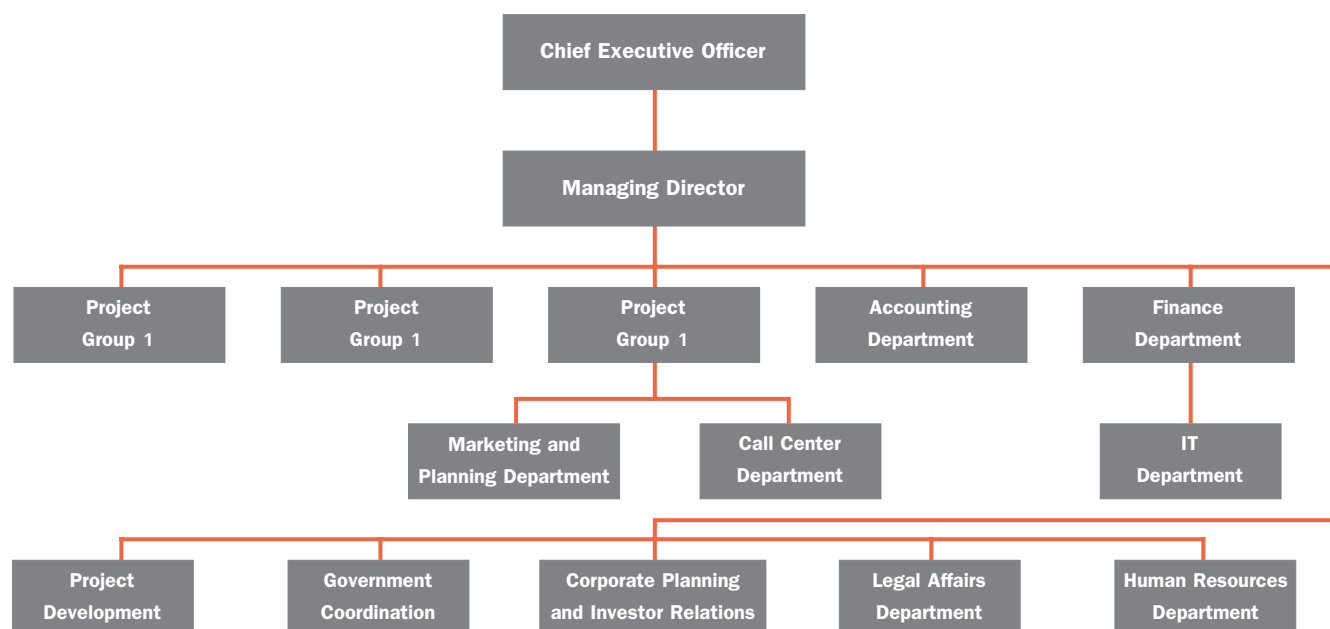 Chief Executive Officer
Managing Director
Project
Group 1
Project
Group 1
Project
Group 1
Accounting
Department
Finance
Department
Marketing and
Planning Department
Call Center
Department
IT
Department
Project
Development
Government
Coordination
Corporate Planning
and Investor Relations
Legal Affairs
Department
Human Resources
Department